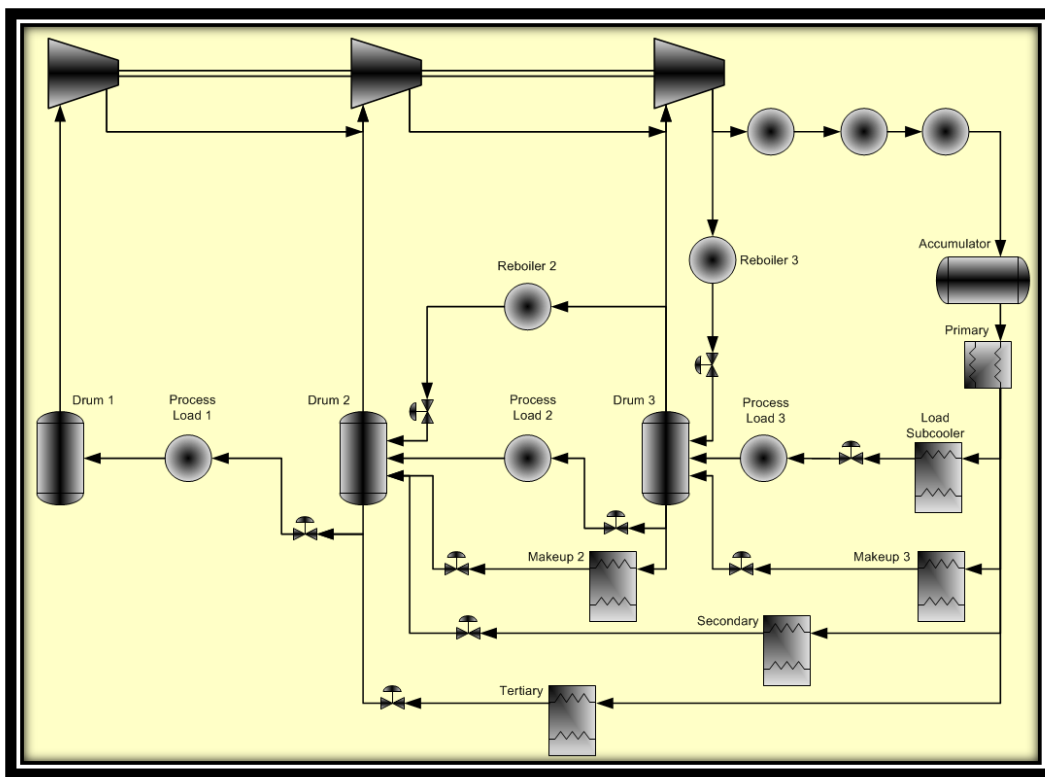 Accumulator
Reboiler 2
Reboiler 3
Primary
Drum 1
Process
Load 1
Drum 2
Process
Load 2
Drum 3
Process
Load 3
Load
Subcooler
Makeup 2
Makeup 3
Secondary
Tertiary